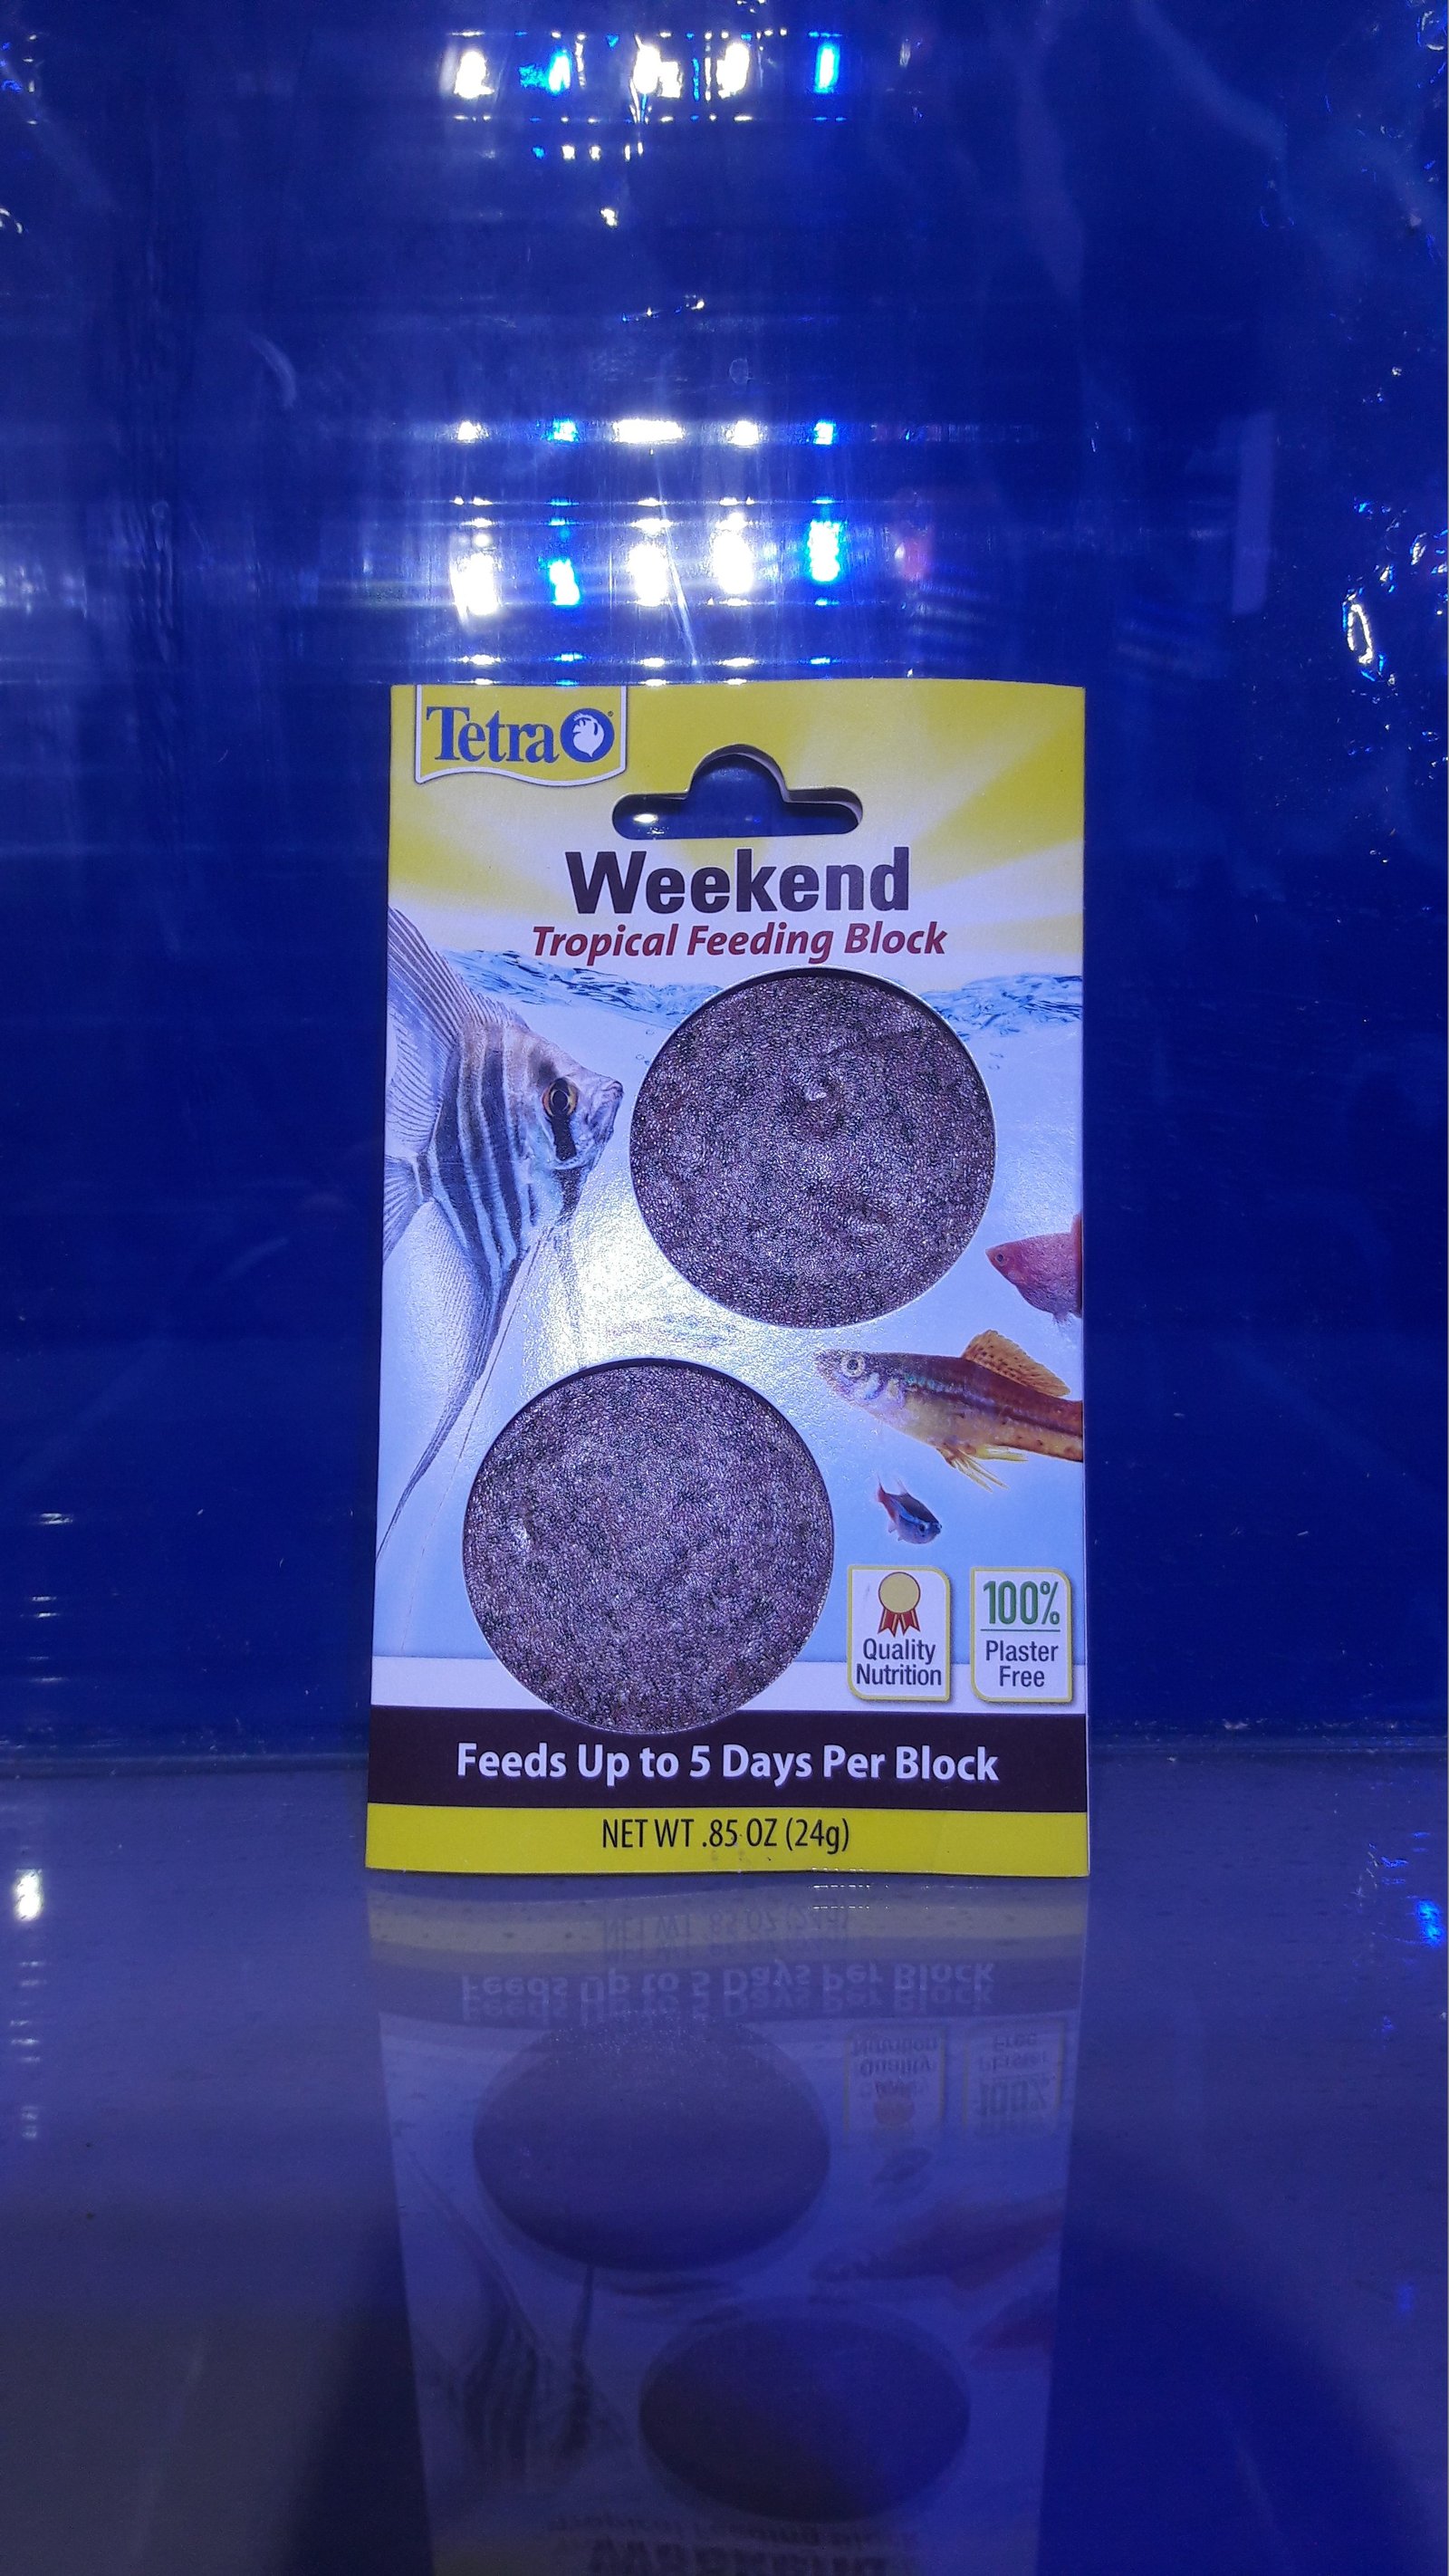 Tetra
Weekend
Tropical Feeding Block
Quality
Nutrition
100%
Plaster
Free
Feeds Up to 5 Days Per Block
NET WT .85 OZ (24g)